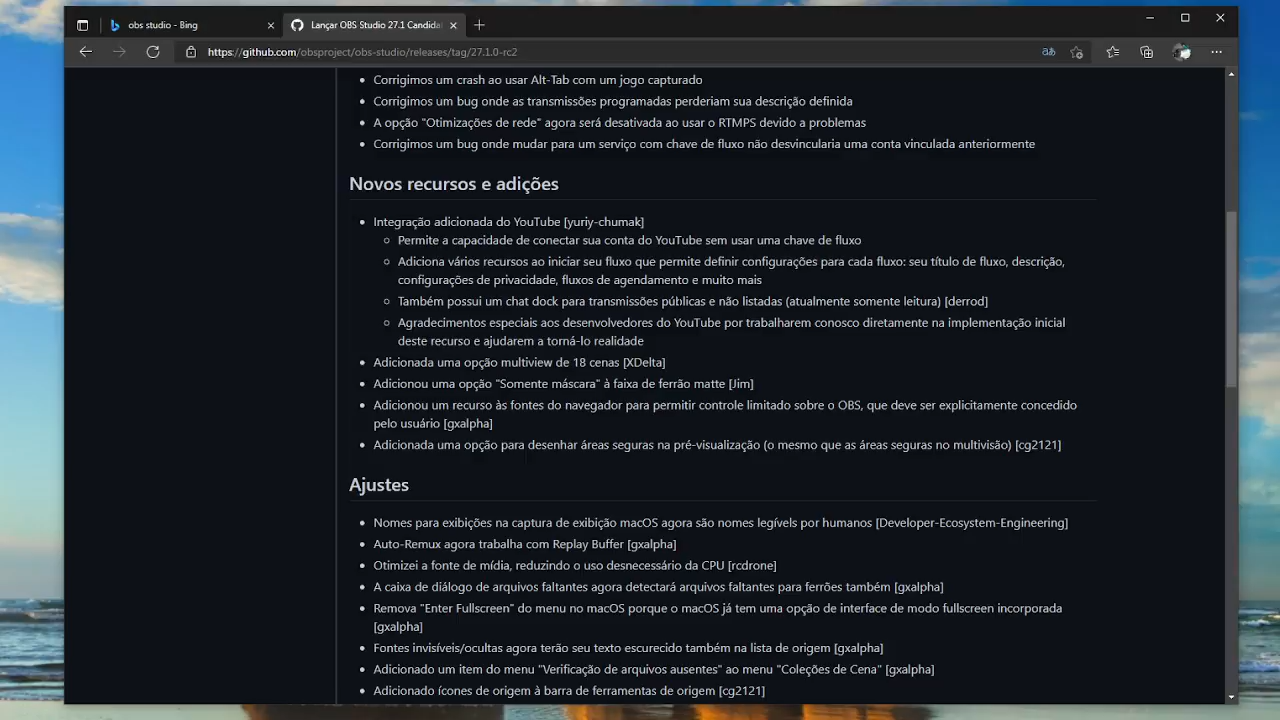 obs studio - Bing
Lançar OBS Studio 27.1 Candida
https://github.com/obsproject/obs-studio/releases/tag/27.1.0-rc2
Corrigimos um crash ao usar Alt-Tab com um jogo capturado
Corrigimos um bug onde as transmissões programadas perderiam sua descrição definida
A opção "Otimizações de rede" agora será desativada ao usar o RTMPS devido a problemas
Corrigimos um bug onde mudar para um serviço com chave de fluxo não desvincularia uma conta vinculada anteriormente
Novos recursos e adições
Integração adicionada do YouTube [yuriy-chumak]
Permite a capacidade de conectar sua conta do YouTube sem usar uma chave de fluxo
Adiciona vários recursos ao iniciar seu fluxo que permite definir configurações para cada fluxo: seu título de fluxo, descrição,
configurações de privacidade, fluxos de agendamento e muito mais
Também possui um chat dock para transmissões públicas e não listadas (atualmente somente leitura) [derrod]
Agradecimentos especiais aos desenvolvedores do YouTube por trabalharem conosco diretamente na implementação inicial
deste recurso e ajudarem a torná-lo realidade
Adicionada uma opção multiview de 18 cenas [XDelta]
Adicionou uma opção "Somente máscara" à faixa de ferrão matte [Jim]
Adicionou um recurso às fontes do navegador para permitir controle limitado sobre o OBS, que deve ser explicitamente concedido
pelo usuário [gxalpha]
Adicionada uma opção para desenhar áreas seguras na pré-visualização (o mesmo que as áreas seguras no multivisão) [cg2121]
Ajustes
Nomes para exibições na captura de exibição macOS agora são nomes legíveis por humanos [Developer-Ecosystem-Engineering]
Auto-Remux agora trabalha com Replay Buffer [gxalpha]
Otimizei a fonte de mídia, reduzindo o uso desnecessário da CPU [rcdrone]
A caixa de diálogo de arquivos faltantes agora detectará arquivos faltantes para ferrões também [gxalpha]
Remova "Enter Fullscreen" do menu no macOS porque o macOS já tem uma opção de interface de modo fullscreen incorporada
[gxalpha]
Fontes invisíveis/ocultas agora terão seu texto escurecido também na lista de origem [gxalpha]
Adicionado um item do menu "Verificação de arquivos ausentes" ao menu "Coleções de Cena" [gxalpha]
Adicionado ícones de origem à barra de ferramentas de origem [cg2121]